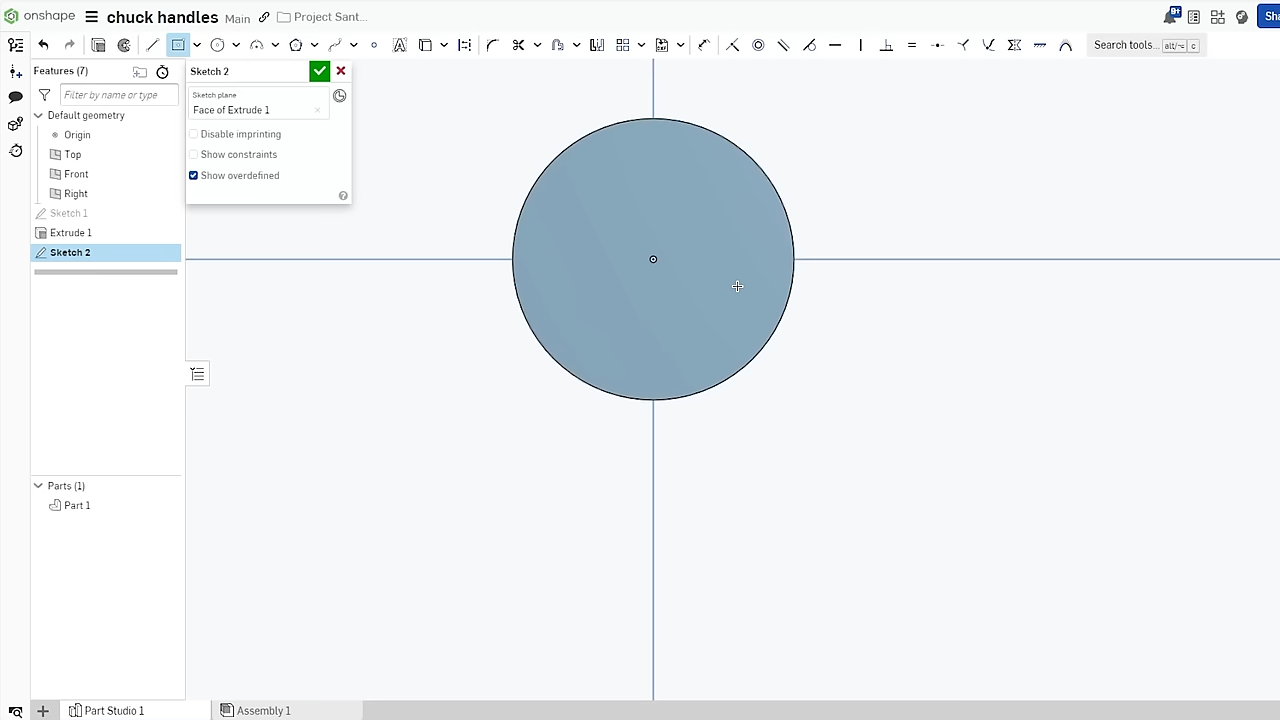 onshape chuck handles Main Project Sant...
Sha
Search tools... alt/⌥ c
Features (7)
Filter by name or type
Default geometry
Origin
Top
Front
Right
Sketch 1
Extrude 1
Sketch 2
Sketch 2
Sketch plane
Face of Extrude 1
Disable imprinting
Show constraints
Show overdefined
Parts (1)
Part 1
Part Studio 1
Assembly 1